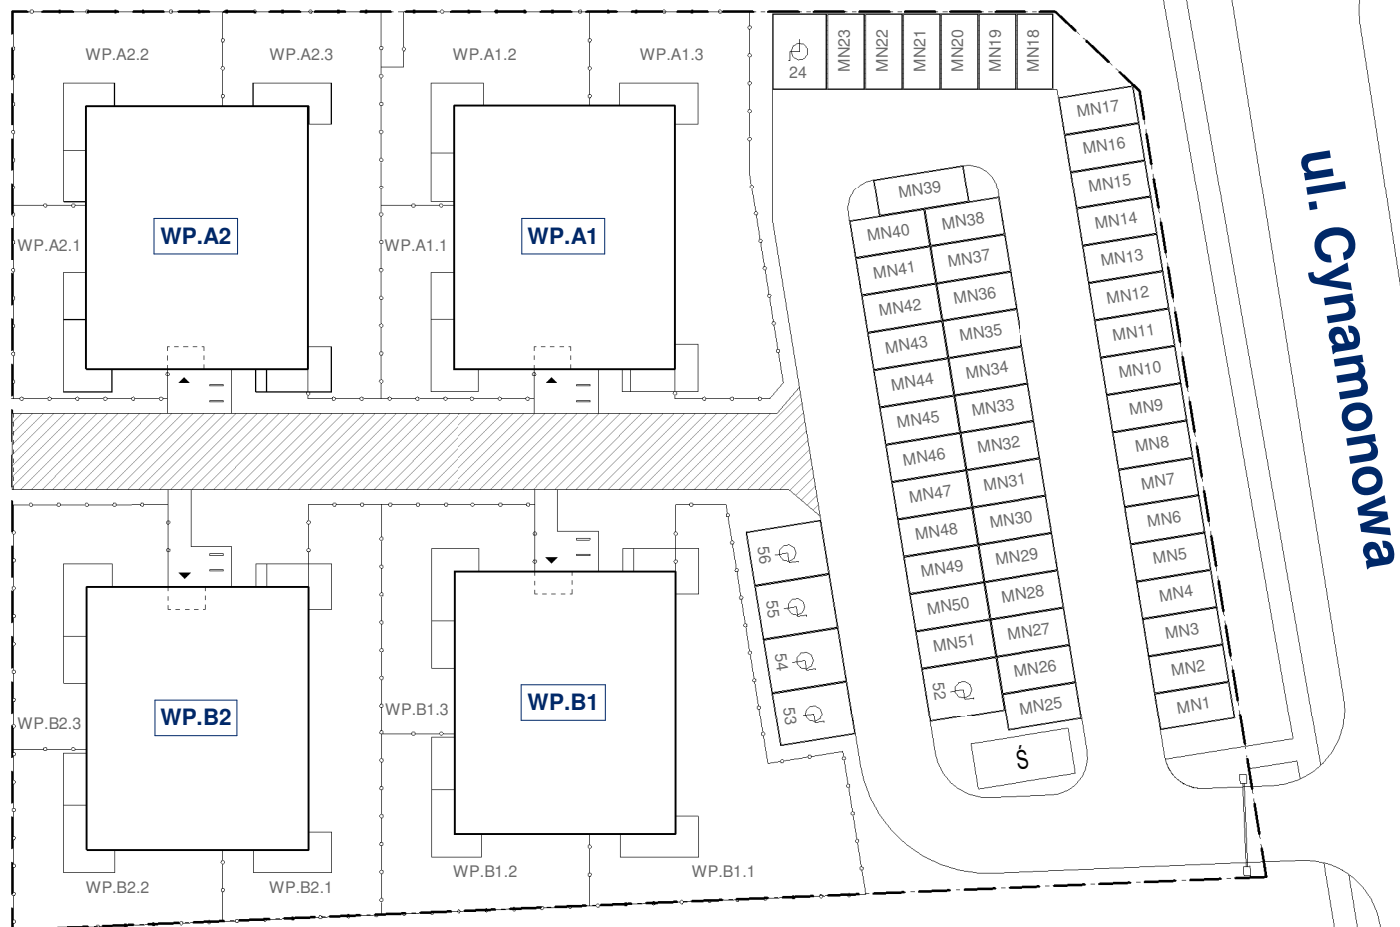 WP.A2.2
WP.A2.3
WP.A1.2
WP.A1.3
WP.A2.1
WP.A2
WP.A1.1
WP.A1
WP.B2.3
WP.B2
WP.B1.3
WP.B1
WP.B2.2
WP.B2.1
WP.B1.2
WP.B1.1
24
MN23
MN22
MN21
MN20
MN19
MN18
MN17
MN16
MN15
MN14
MN13
MN12
MN11
MN10
MN9
MN8
MN7
MN6
MN5
MN4
MN3
MN2
MN1
MN39
MN40
MN38
MN41
MN37
MN42
MN36
MN43
MN35
MN44
MN34
MN45
MN33
MN46
MN32
MN47
MN31
MN48
MN30
MN49
MN29
MN50
MN28
MN51
MN27
52
MN26
MN25
Ś
56
55
54
53
ul. Cynamonowa